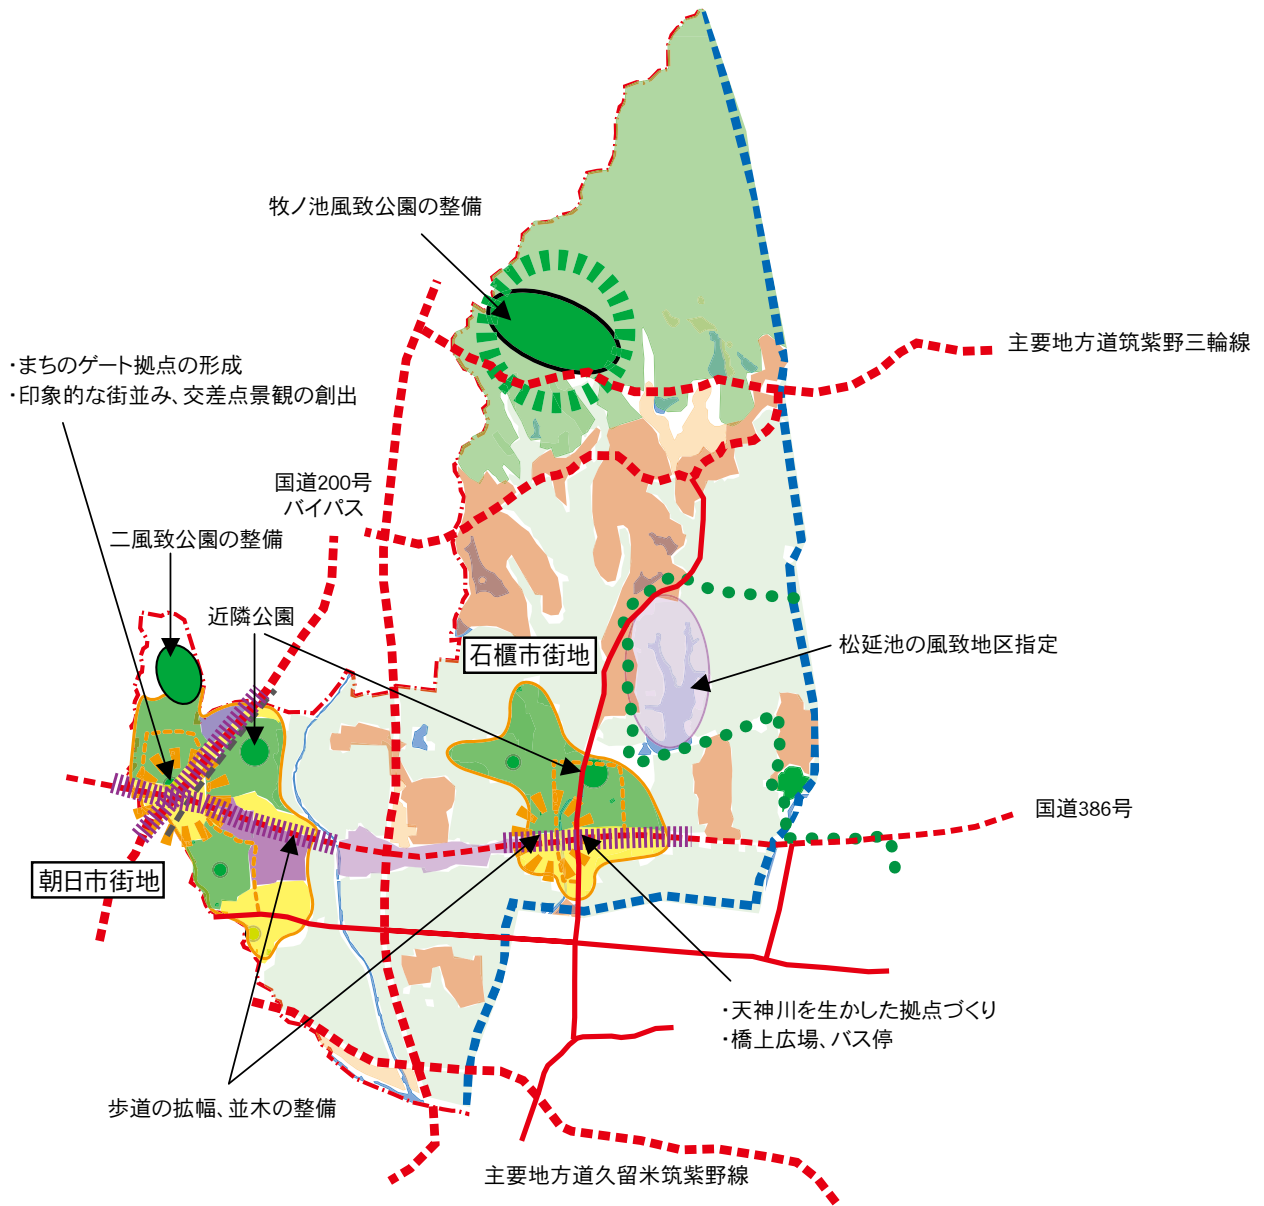 牧ノ池風致公園の整備
主要地方道筑紫野三輪線
・まちのゲート拠点の形成
・印象的な街並み、交差点景観の創出
国道200号
バイパス
二風致公園の整備
近隣公園
石櫃市街地
松延池の風致地区指定
国道386号
朝日市街地
・天神川を生かした拠点づくり
・橋上広場、バス停
歩道の拡幅、並木の整備
主要地方道久留米筑紫野線